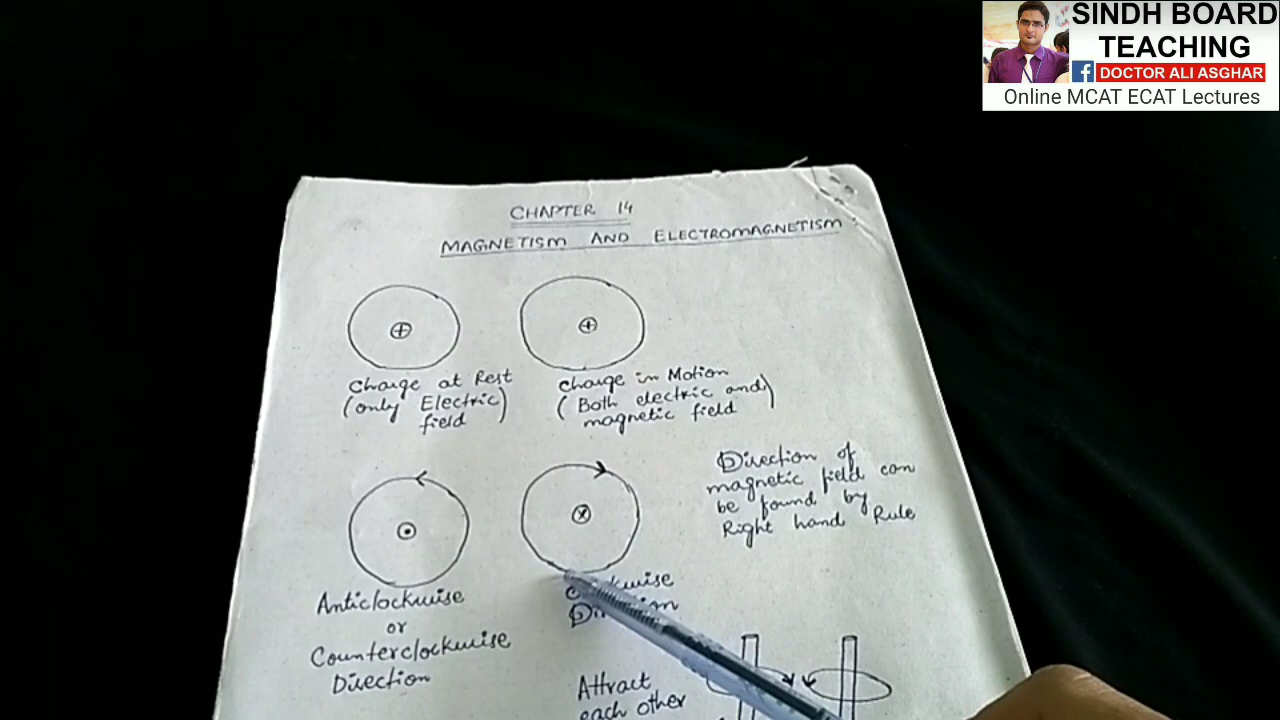 SINDH BOARD
TEACHING
DOCTOR ALI ASGHAR
Online MCAT ECAT Lectures
CHAPTER 14
MAGNETISM AND ELECTROMAGNETISM
Charge at Rest
(only Electric)
field
Charge in Motion
(Both electric and)
magnetic field
Direction of
magnetic field can
be found by
Right hand Rule
Anticlockwise
or
Counterclockwise
Direction
Attract
each other